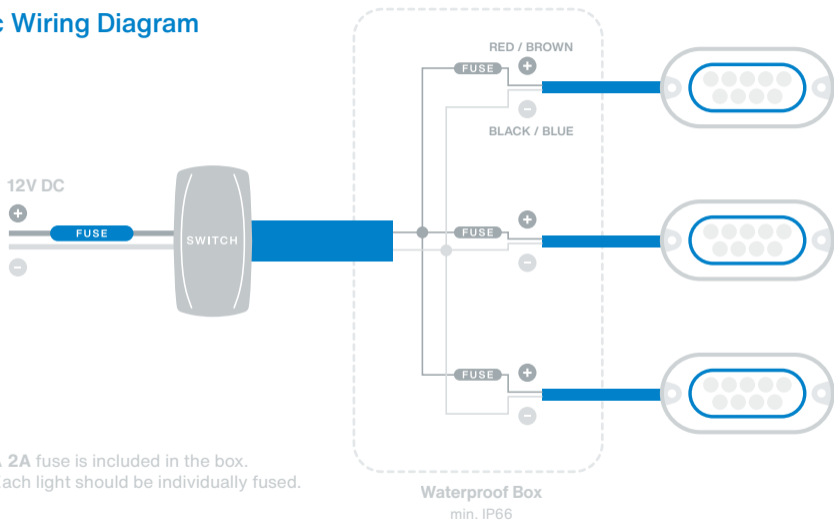 Wiring Diagram
RED / BROWN
FUSE
+
−
BLACK / BLUE
12V DC
+
FUSE
−
SWITCH
FUSE
+
−
FUSE
+
−
2A fuse is included in the box.
ach light should be individually fused.
Waterproof Box
min. IP66